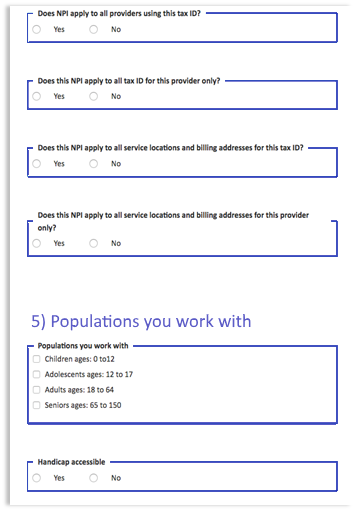 Does NPI apply to all providers using this tax ID?
Yes No
Does this NPI apply to all tax ID for this provider only?
Yes No
Does this NPI apply to all service locations and billing addresses for this tax ID?
Yes No
Does this NPI apply to all service locations and billing addresses for this provider
only?
Yes No
5) Populations you work with
Populations you work with
Children ages: 0 to12
Adolescents ages: 12 to 17
Adults ages: 18 to 64
Seniors ages: 65 to 150
Handicap accessible
Yes No